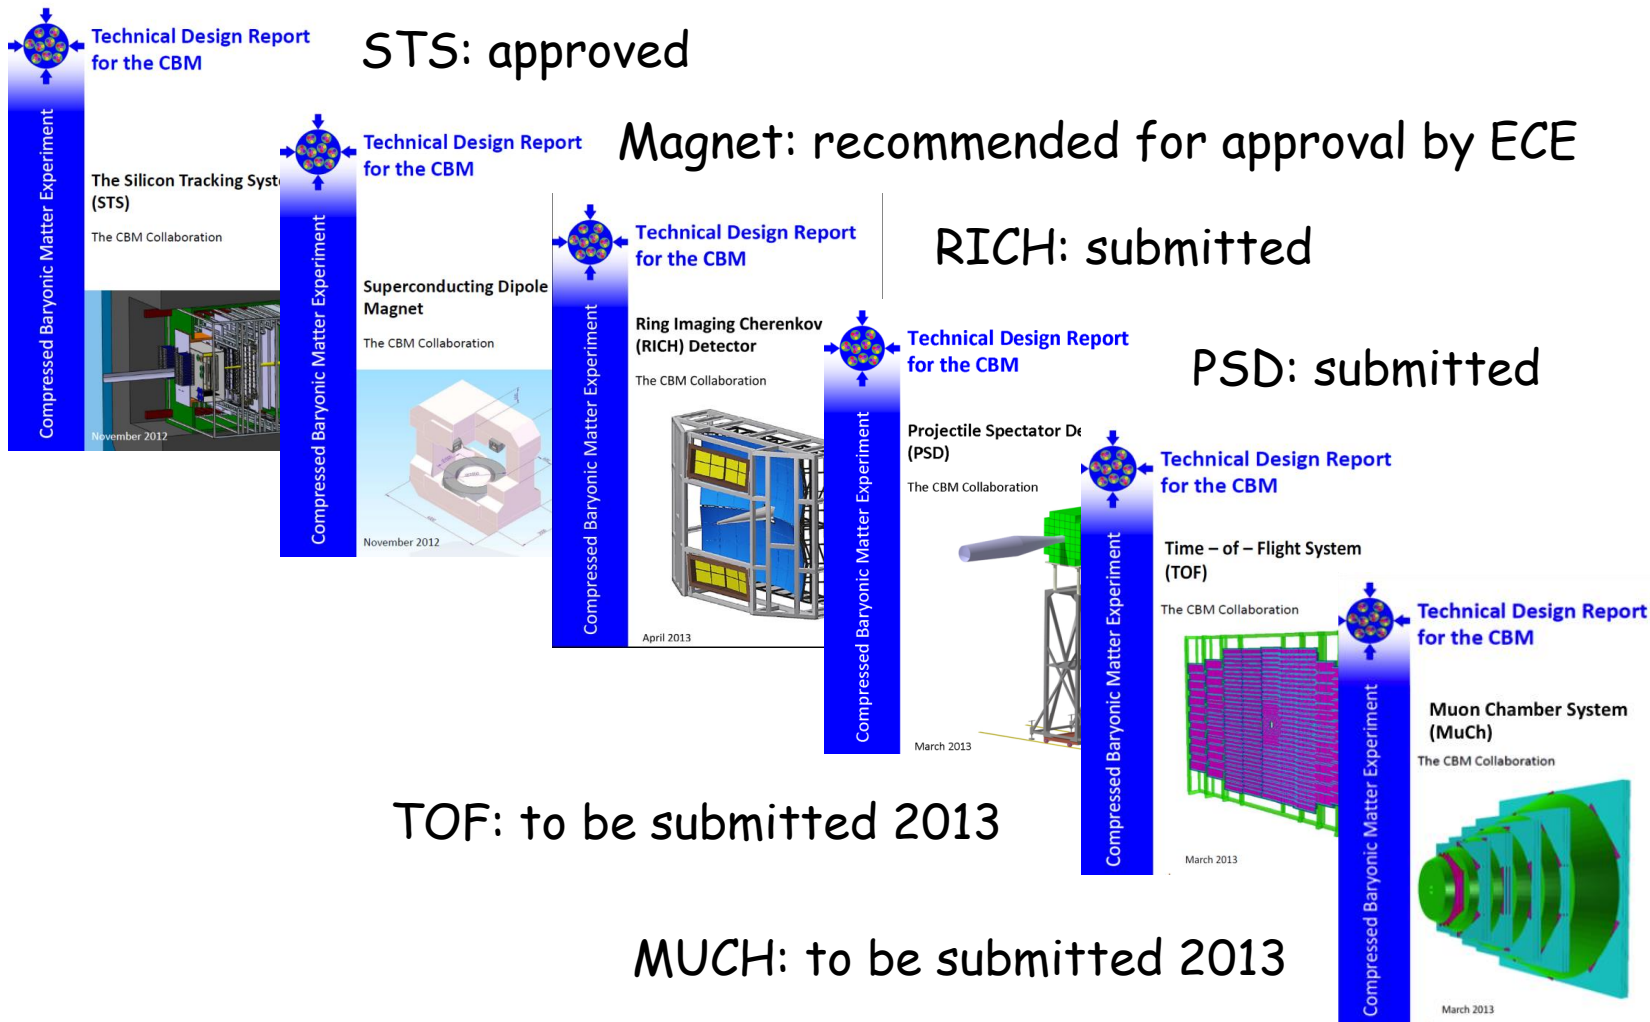 STS: approved
Magnet: recommended for approval by ECE
RICH: submitted
PSD: submitted
TOF: to be submitted 2013
MUCH: to be submitted 2013
Technical Design Report
for the CBM
Compressed Baryonic Matter Experiment
The Silicon Tracking Syst
(STS)
The CBM Collaboration
November 2012
Technical Design Report
for the CBM
Compressed Baryonic Matter Experiment
Superconducting Dipole
Magnet
The CBM Collaboration
November 2012
Technical Design Report
for the CBM
Compressed Baryonic Matter Experiment
Ring Imaging Cherenkov
(RICH) Detector
The CBM Collaboration
April 2013
Technical Design Report
for the CBM
Compressed Baryonic Matter Experiment
Projectile Spectator De
(PSD)
The CBM Collaboration
March 2013
Technical Design Report
for the CBM
Compressed Baryonic Matter Experiment
Time – of – Flight System
(TOF)
The CBM Collaboration
March 2013
Technical Design Report
for the CBM
Compressed Baryonic Matter Experiment
Muon Chamber System
(MuCh)
The CBM Collaboration
March 2013